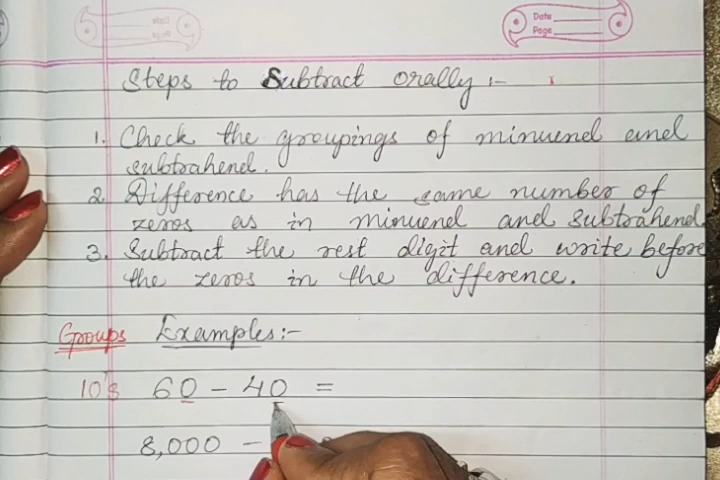 Date
Page
Steps to Subtract orally :-
1. Check the groupings of minuend and
subtrahend.
2. Difference has the same number of
zeros as in minuend and subtrahend.
3. Subtract the rest digit and write before
the zeros in the difference.
Groups Examples:-
10's 60 - 40 =
8,000 -